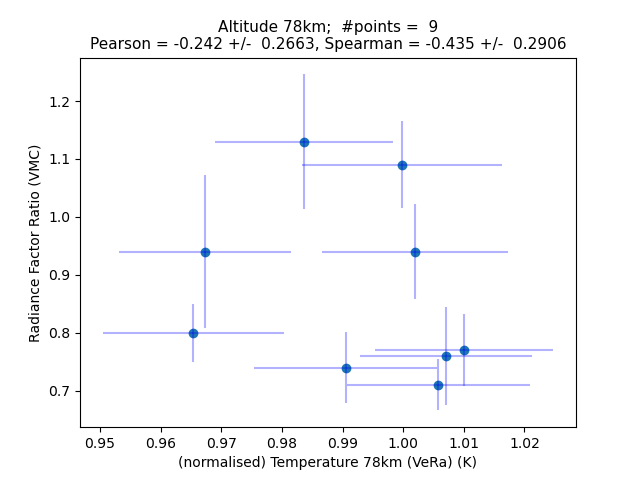 Altitude 78km;  #points =  9
Pearson = -0.242 +/-  0.2663, Spearman = -0.435 +/-  0.2906
Radiance Factor Ratio (VMC)
1.2
1.1
1.0
0.9
0.8
0.7
0.95 0.96 0.97 0.98 0.99 1.00 1.01 1.02
(normalised) Temperature 78km (VeRa) (K)